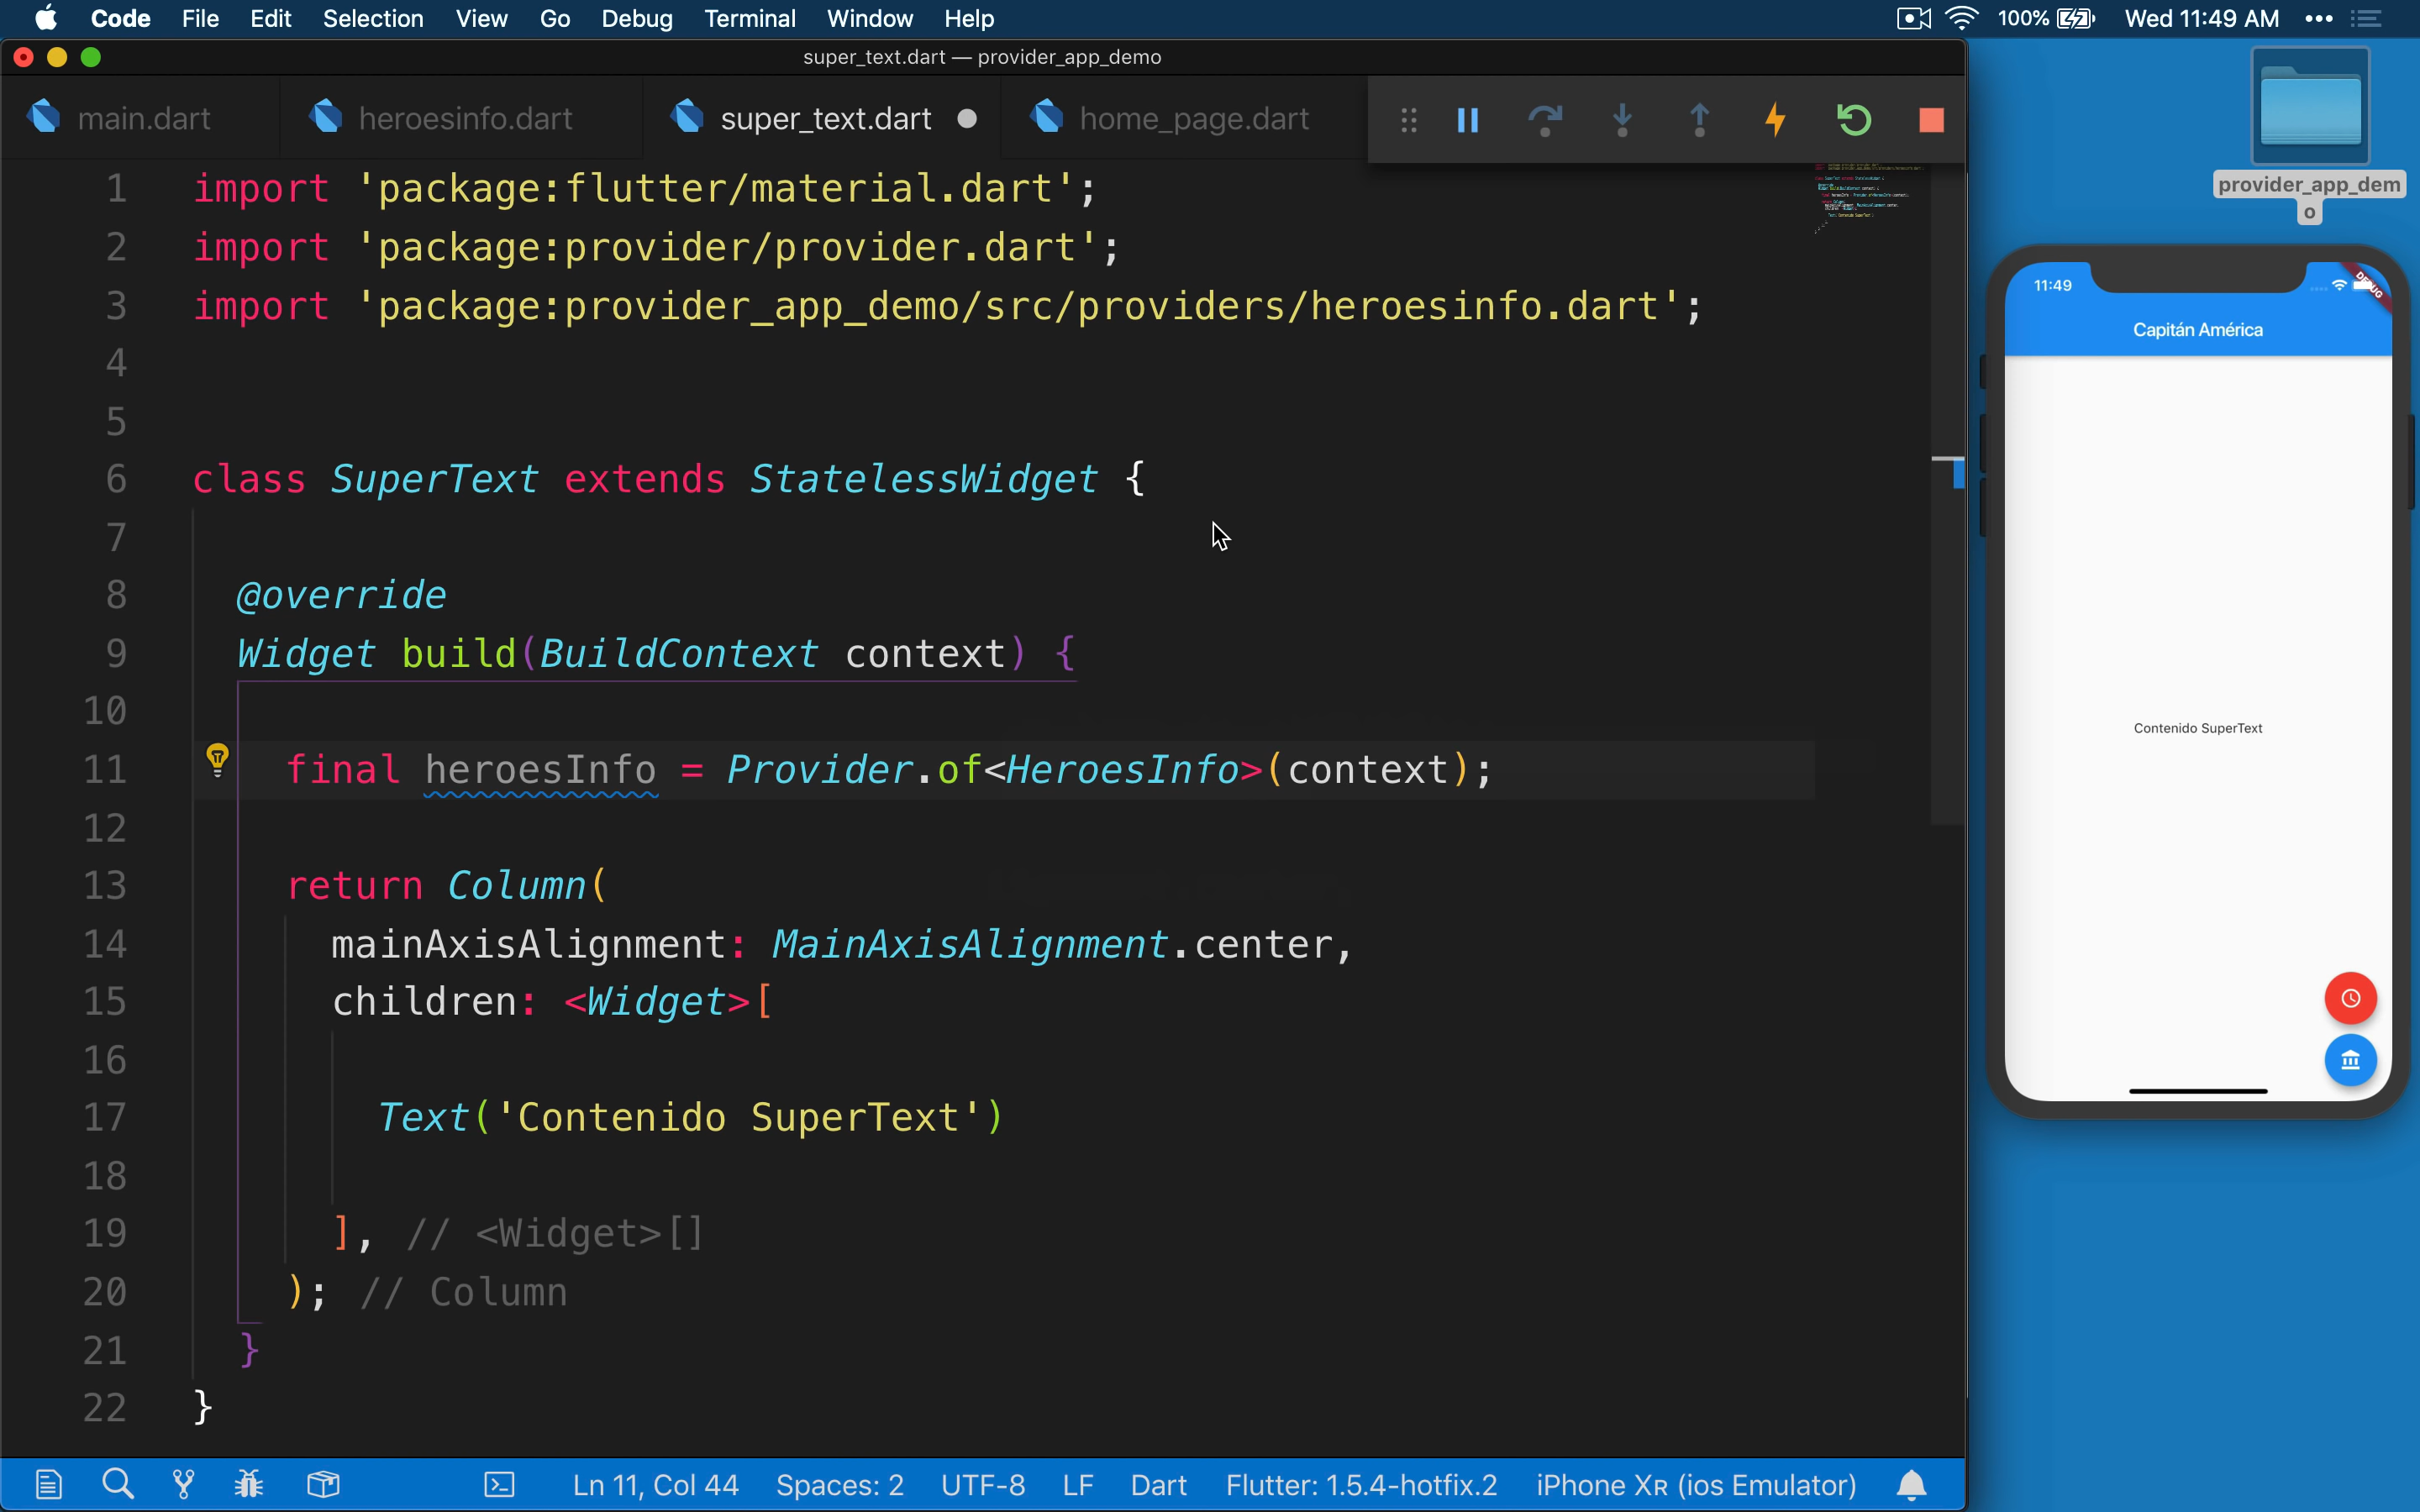 Code File Edit Selection View Go Debug Terminal Window Help 100% Wed 11:49 AM
super_text.dart — provider_app_demo
main.dart heroesinfo.dart super_text.dart home_page.dart
1 import 'package:flutter/material.dart';
2 import 'package:provider/provider.dart';
3 import 'package:provider_app_demo/src/providers/heroesinfo.dart';
4
5
6 class SuperText extends StatelessWidget {
7
8 @override
9 Widget build(BuildContext context) {
10
11 final heroesInfo = Provider.of<HeroesInfo>(context);
12
13 return Column(
14 mainAxisAlignment: MainAxisAlignment.center,
15 children: <Widget>[
16
17 Text('Contenido SuperText')
18
19 ], // <Widget>[]
20 ); // Column
21 }
22 }
Ln 11, Col 44 Spaces: 2 UTF-8 LF Dart Flutter: 1.5.4-hotfix.2 iPhone Xʀ (ios Emulator)
provider_app_dem
o
11:49
DEBUG
Capitán América
Contenido SuperText